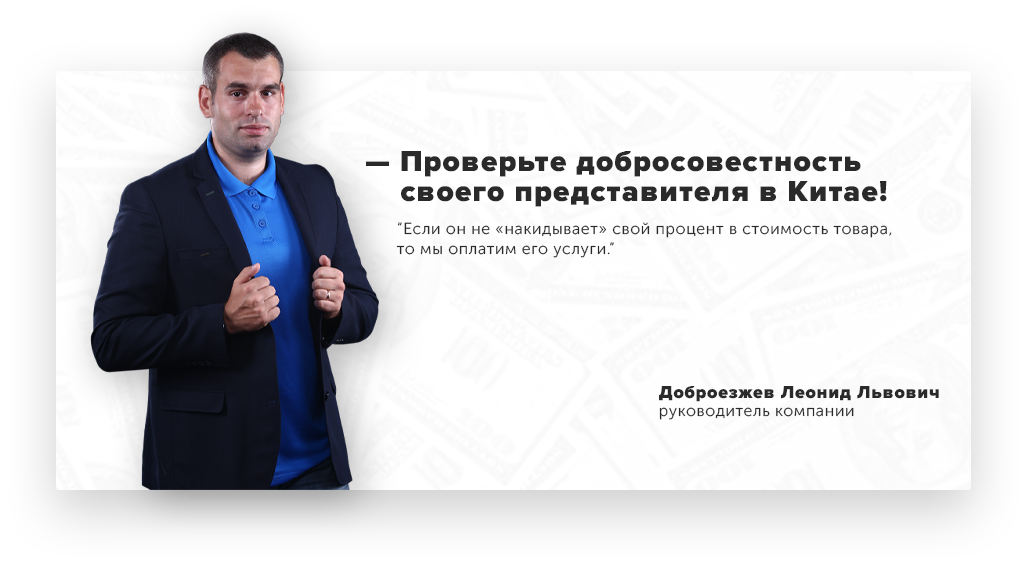 — Проверьте добросовестность
своего представителя в Китае!
“Если он не «накидывает» свой процент в стоимость товара,
то мы оплатим его услуги.”
Доброезжев Леонид Львович
руководитель компании